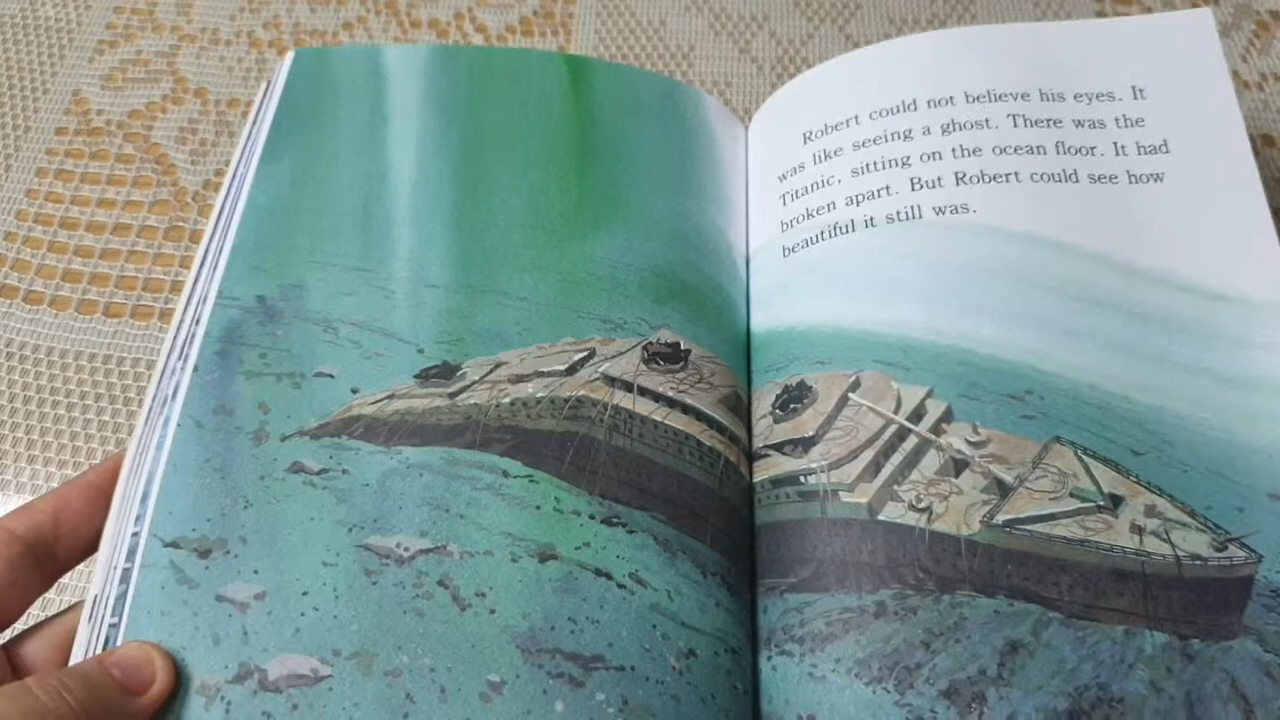 Robert could not believe his eyes. It
was like seeing a ghost. There was the
Titanic, sitting on the ocean floor. It had
broken apart. But Robert could see how
beautiful it still was.